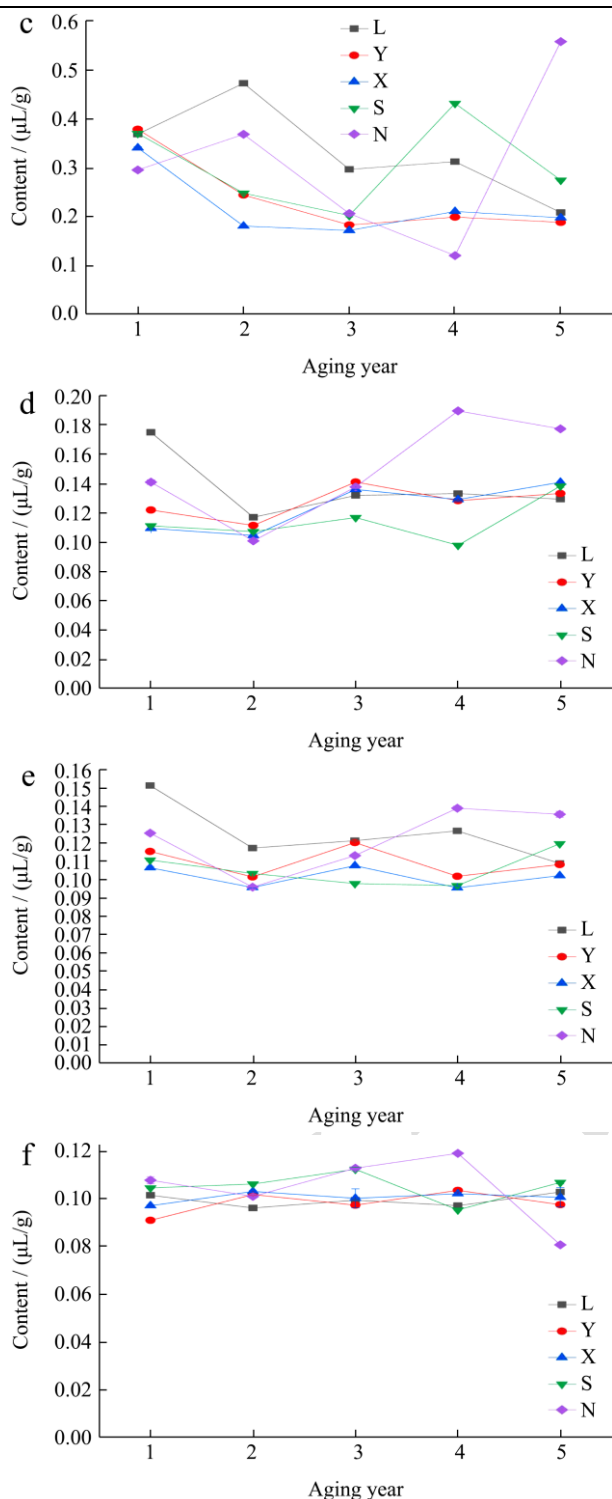 c
0.6
0.5
0.4
0.3
0.2
0.1
0.0
Content / (μL/g)
L
Y
X
S
N
1 2 3 4 5
Aging year
d
0.20
0.18
0.16
0.14
0.12
0.10
0.08
0.06
0.04
0.02
0.00
Content / (μL/g)
L
Y
X
S
N
1 2 3 4 5
Aging year
e
0.16
0.15
0.14
0.13
0.12
0.11
0.10
0.09
0.08
0.07
0.06
0.05
0.04
0.03
0.02
0.01
0.00
Content / (μL/g)
L
Y
X
S
N
1 2 3 4 5
Aging year
f
0.12
0.10
0.08
0.06
0.04
0.02
0.00
Content / (μL/g)
L
Y
X
S
N
1 2 3 4 5
Aging year